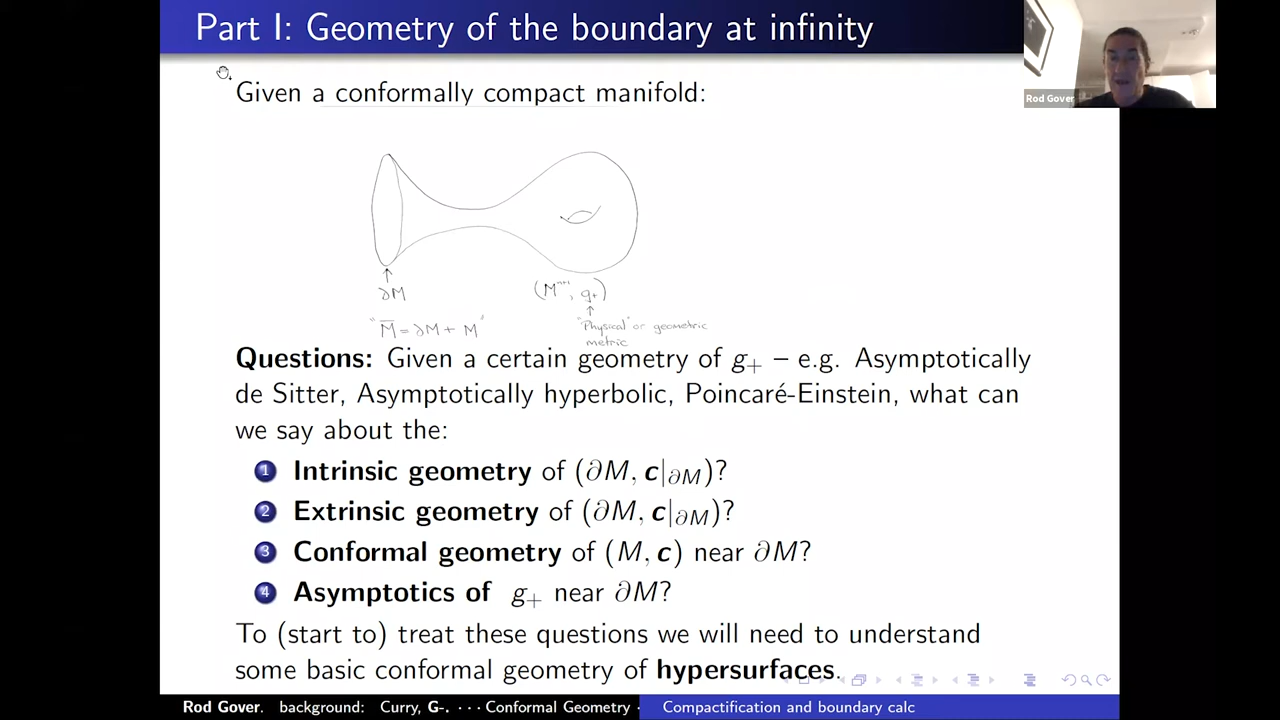 Part I: Geometry of the boundary at infinity
Rod Gover
Given a conformally compact manifold:
∂M
(Mⁿ⁺¹, g₊)
"M̅ = ∂M + M"
"Physical" or geometric
metric
Questions: Given a certain geometry of g₊ – e.g. Asymptotically
de Sitter, Asymptotically hyperbolic, Poincaré-Einstein, what can
we say about the:
1 Intrinsic geometry of (∂M, c|∂M)?
2 Extrinsic geometry of (∂M, c|∂M)?
3 Conformal geometry of (M, c) near ∂M?
4 Asymptotics of g₊ near ∂M?
To (start to) treat these questions we will need to understand
some basic conformal geometry of hypersurfaces.
Rod Gover. background: Curry, G-. ··· Conformal Geometry · Compactification and boundary calc